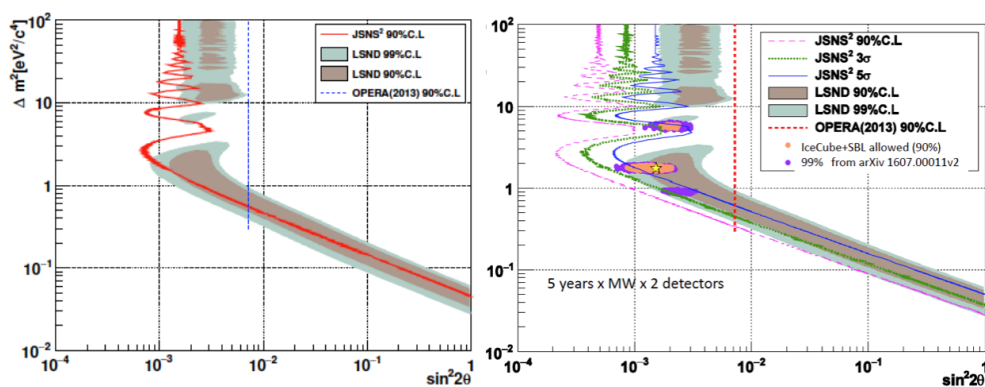 Δ m²[eV²/c⁴]
10²
10
1
10⁻¹
10⁻²
10⁻⁴
10⁻³
10⁻²
10⁻¹
1
sin²2θ
JSNS² 90%C.L
LSND 99%C.L
LSND 90%C.L
OPERA(2013) 90%C.L
10²
10
1
10⁻¹
10⁻²
10⁻⁴
10⁻³
10⁻²
10⁻¹
1
sin²2θ
JSNS² 90%C.L
JSNS² 3σ
JSNS² 5σ
LSND 90%C.L
LSND 99%C.L
OPERA(2013) 90%C.L
IceCube+SBL allowed (90%)
99% from arXiv 1607.00011v2
5 years x MW x 2 detectors